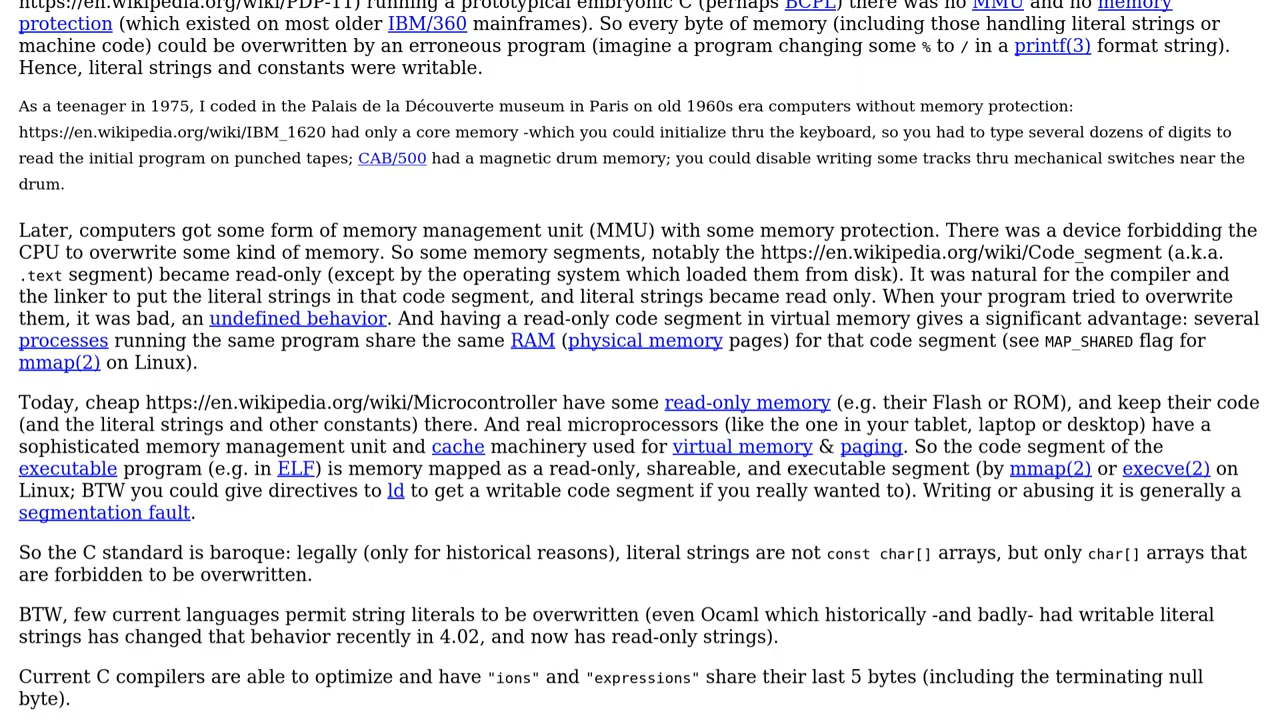 https://en.wikipedia.org/wiki/PDP-11) running a prototypical embryonic C (perhaps BCPL) there was no MMU and no memory
protection (which existed on most older IBM/360 mainframes). So every byte of memory (including those handling literal strings or
machine code) could be overwritten by an erroneous program (imagine a program changing some % to / in a printf(3) format string).
Hence, literal strings and constants were writable.
As a teenager in 1975, I coded in the Palais de la Découverte museum in Paris on old 1960s era computers without memory protection:
https://en.wikipedia.org/wiki/IBM_1620 had only a core memory -which you could initialize thru the keyboard, so you had to type several dozens of digits to
read the initial program on punched tapes; CAB/500 had a magnetic drum memory; you could disable writing some tracks thru mechanical switches near the
drum.
Later, computers got some form of memory management unit (MMU) with some memory protection. There was a device forbidding the
CPU to overwrite some kind of memory. So some memory segments, notably the https://en.wikipedia.org/wiki/Code_segment (a.k.a.
.text segment) became read-only (except by the operating system which loaded them from disk). It was natural for the compiler and
the linker to put the literal strings in that code segment, and literal strings became read only. When your program tried to overwrite
them, it was bad, an undefined behavior. And having a read-only code segment in virtual memory gives a significant advantage: several
processes running the same program share the same RAM (physical memory pages) for that code segment (see MAP_SHARED flag for
mmap(2) on Linux).
Today, cheap https://en.wikipedia.org/wiki/Microcontroller have some read-only memory (e.g. their Flash or ROM), and keep their code
(and the literal strings and other constants) there. And real microprocessors (like the one in your tablet, laptop or desktop) have a
sophisticated memory management unit and cache machinery used for virtual memory & paging. So the code segment of the
executable program (e.g. in ELF) is memory mapped as a read-only, shareable, and executable segment (by mmap(2) or execve(2) on
Linux; BTW you could give directives to ld to get a writable code segment if you really wanted to). Writing or abusing it is generally a
segmentation fault.
So the C standard is baroque: legally (only for historical reasons), literal strings are not const char[] arrays, but only char[] arrays that
are forbidden to be overwritten.
BTW, few current languages permit string literals to be overwritten (even Ocaml which historically -and badly- had writable literal
strings has changed that behavior recently in 4.02, and now has read-only strings).
Current C compilers are able to optimize and have "ions" and "expressions" share their last 5 bytes (including the terminating null
byte).